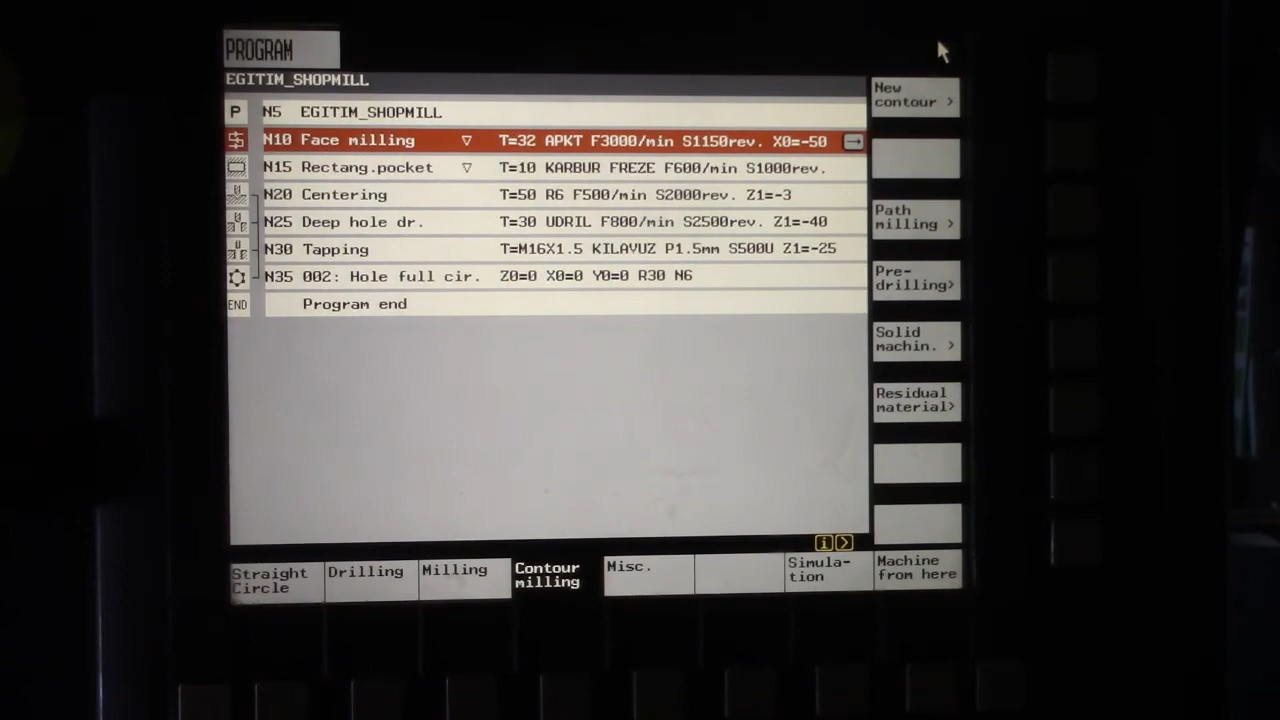 PROGRAM
EGITIM_SHOPMILL
P N5 EGITIM_SHOPMILL
N10 Face milling ▽ T=32 APKT F3000/min S1150rev. X0=-50
N15 Rectang.pocket ▽ T=10 KARBUR FREZE F600/min S1000rev.
N20 Centering T=50 R6 F500/min S2000rev. Z1=-3
N25 Deep hole dr. T=30 UDRIL F800/min S2500rev. Z1=-40
N30 Tapping T=M16X1.5 KILAVUZ P1.5mm S500U Z1=-25
N35 002: Hole full cir. Z0=0 X0=0 Y0=0 R30 N6
END Program end
New
contour >
Path
milling >
Pre-
drilling>
Solid
machin. >
Residual
material>
i >
Straight
Circle
Drilling
Milling
Contour
milling
Misc.
Simula-
tion
Machine
from here